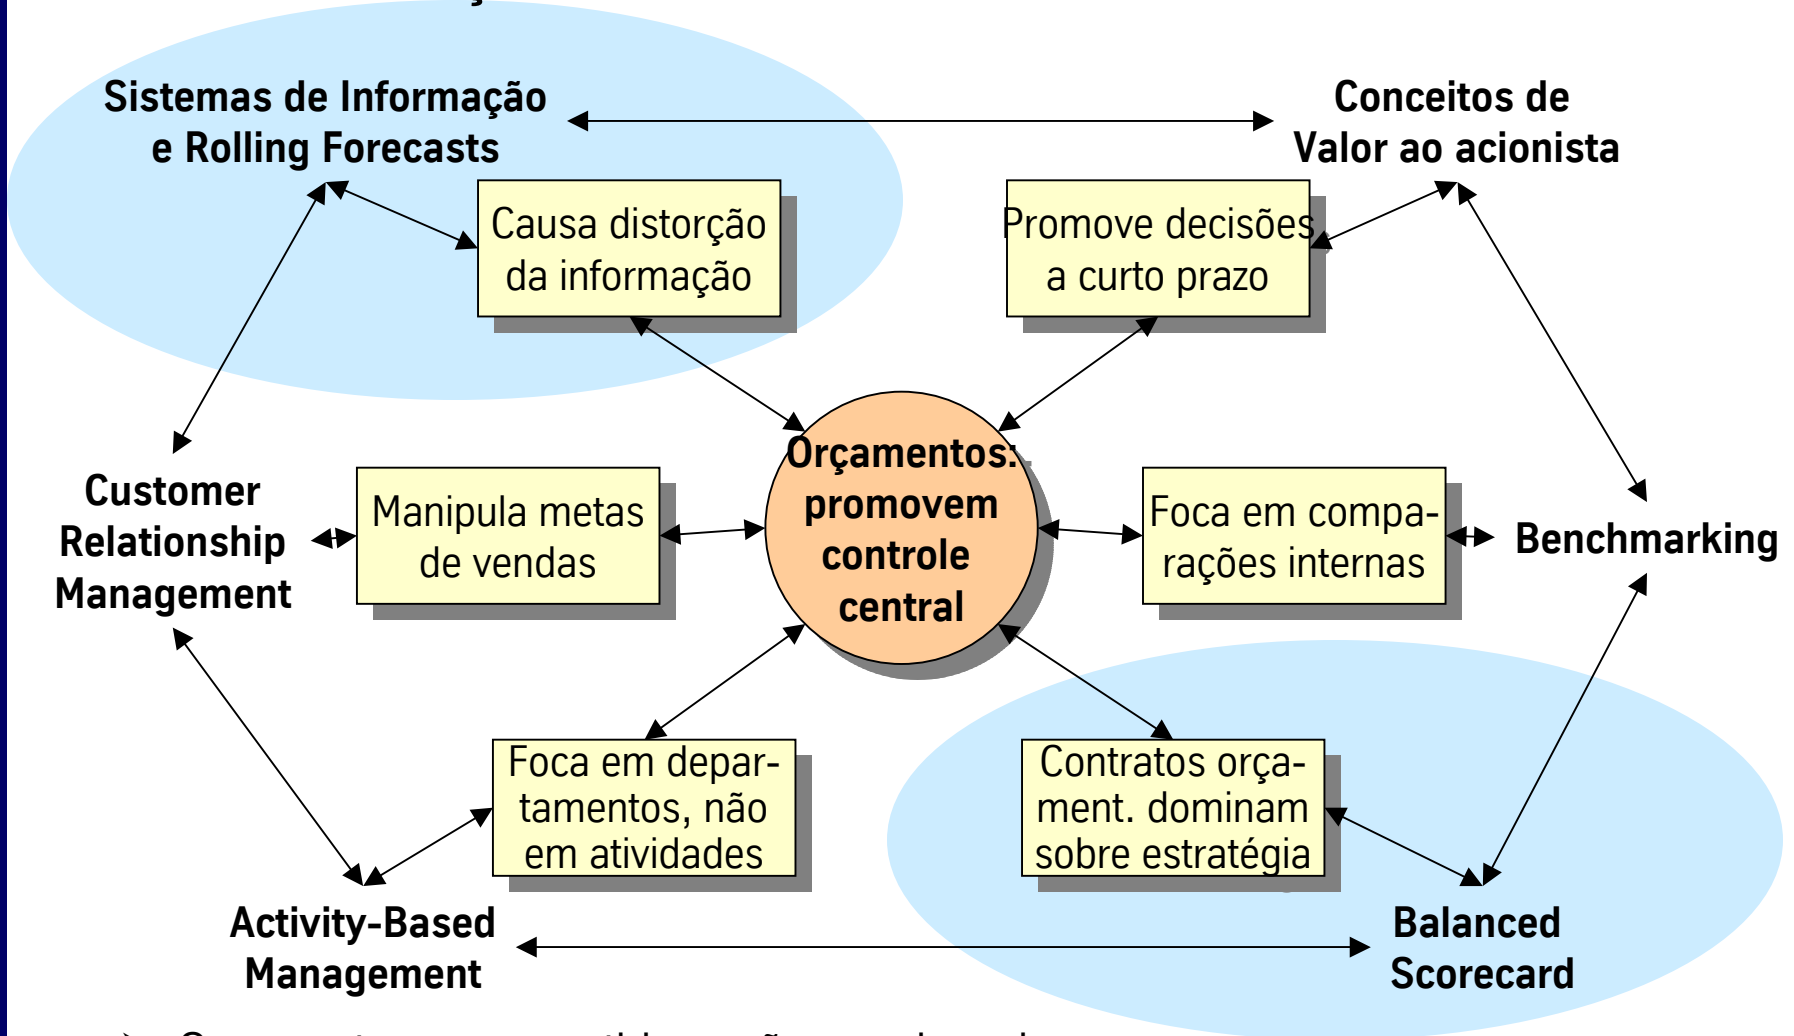 Sistemas de Informação
e Rolling Forecasts
Conceitos de
Valor ao acionista
Causa distorção
da informação
Promove decisões
a curto prazo
Orçamentos:
promovem
controle
central
Customer
Relationship
Management
Manipula metas
de vendas
Foca em compa-
rações internas
Benchmarking
Foca em depar-
tamentos, não
em atividades
Contratos orça-
ment. dominam
sobre estratégia
Activity-Based
Management
Balanced
Scorecard